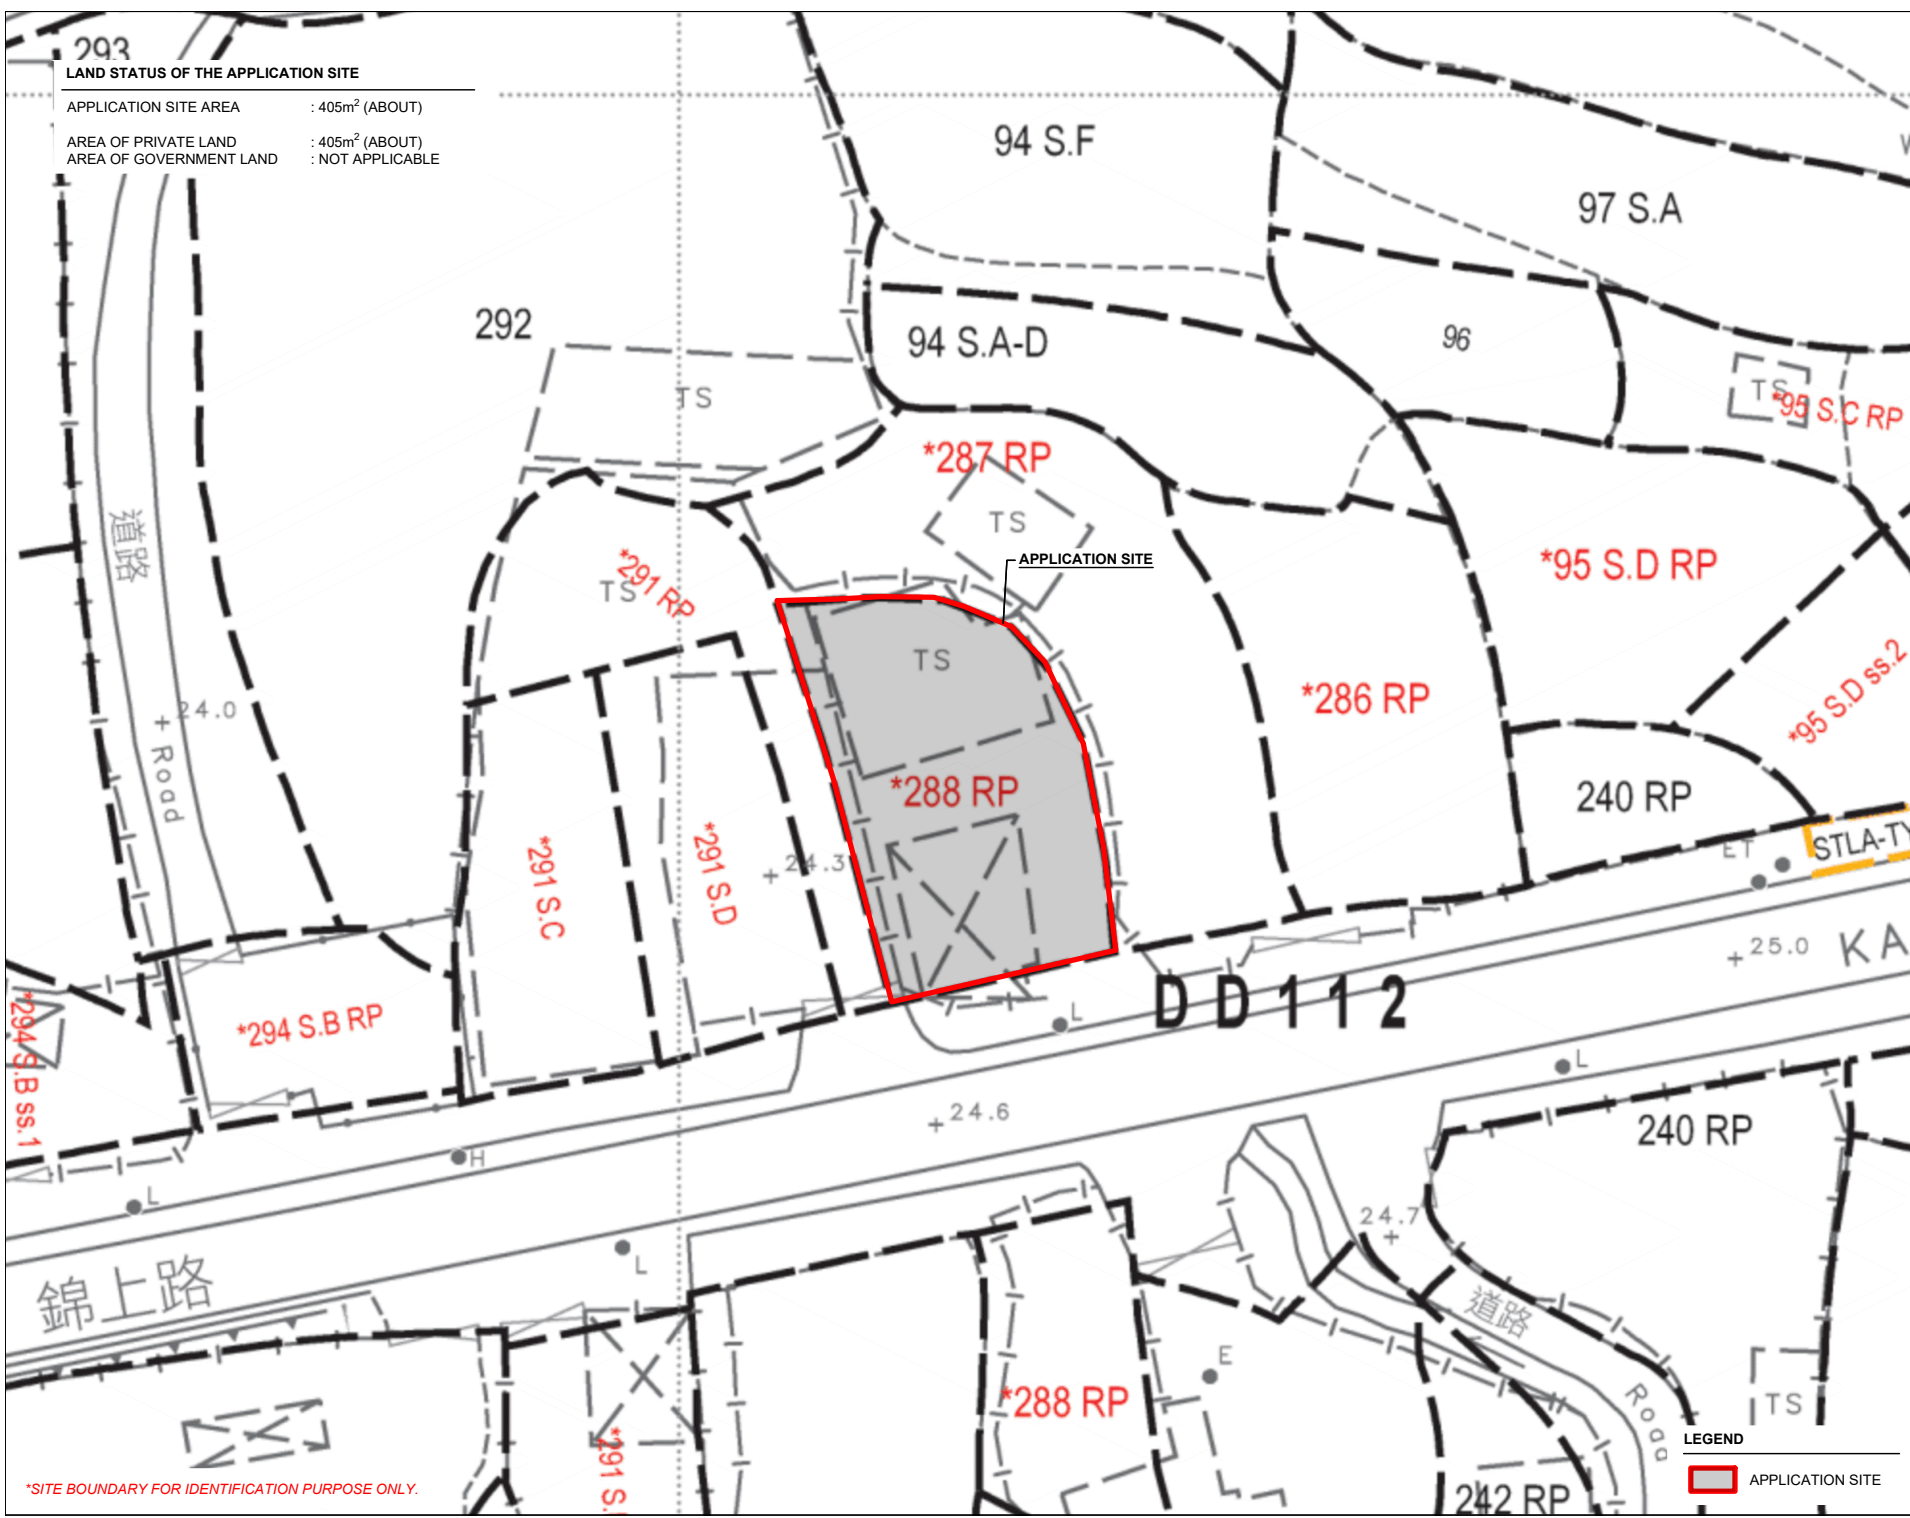 293
LAND STATUS OF THE APPLICATION SITE
APPLICATION SITE AREA : 405m² (ABOUT)
AREA OF PRIVATE LAND : 405m² (ABOUT)
AREA OF GOVERNMENT LAND : NOT APPLICABLE
94 S.F
97 S.A
292
94 S.A-D
96
TS
TS
*95 S.C RP
*287 RP
TS
道路
APPLICATION SITE
*95 S.D RP
*291 RP
TS
TS
*286 RP
*95 S.D ss.2
24.0
Road
*288 RP
240 RP
STLA-TY
ET
24.3
*291 S.C
*291 S.D
25.0
KA
DD112
*294 S.B RP
*294 S.B ss.1
L
L
24.6
240 RP
H
L
24.7
錦上路
L
道路
E
*288 RP
Road
TS
*291 S.
LEGEND
APPLICATION SITE
242 RP
*SITE BOUNDARY FOR IDENTIFICATION PURPOSE ONLY.